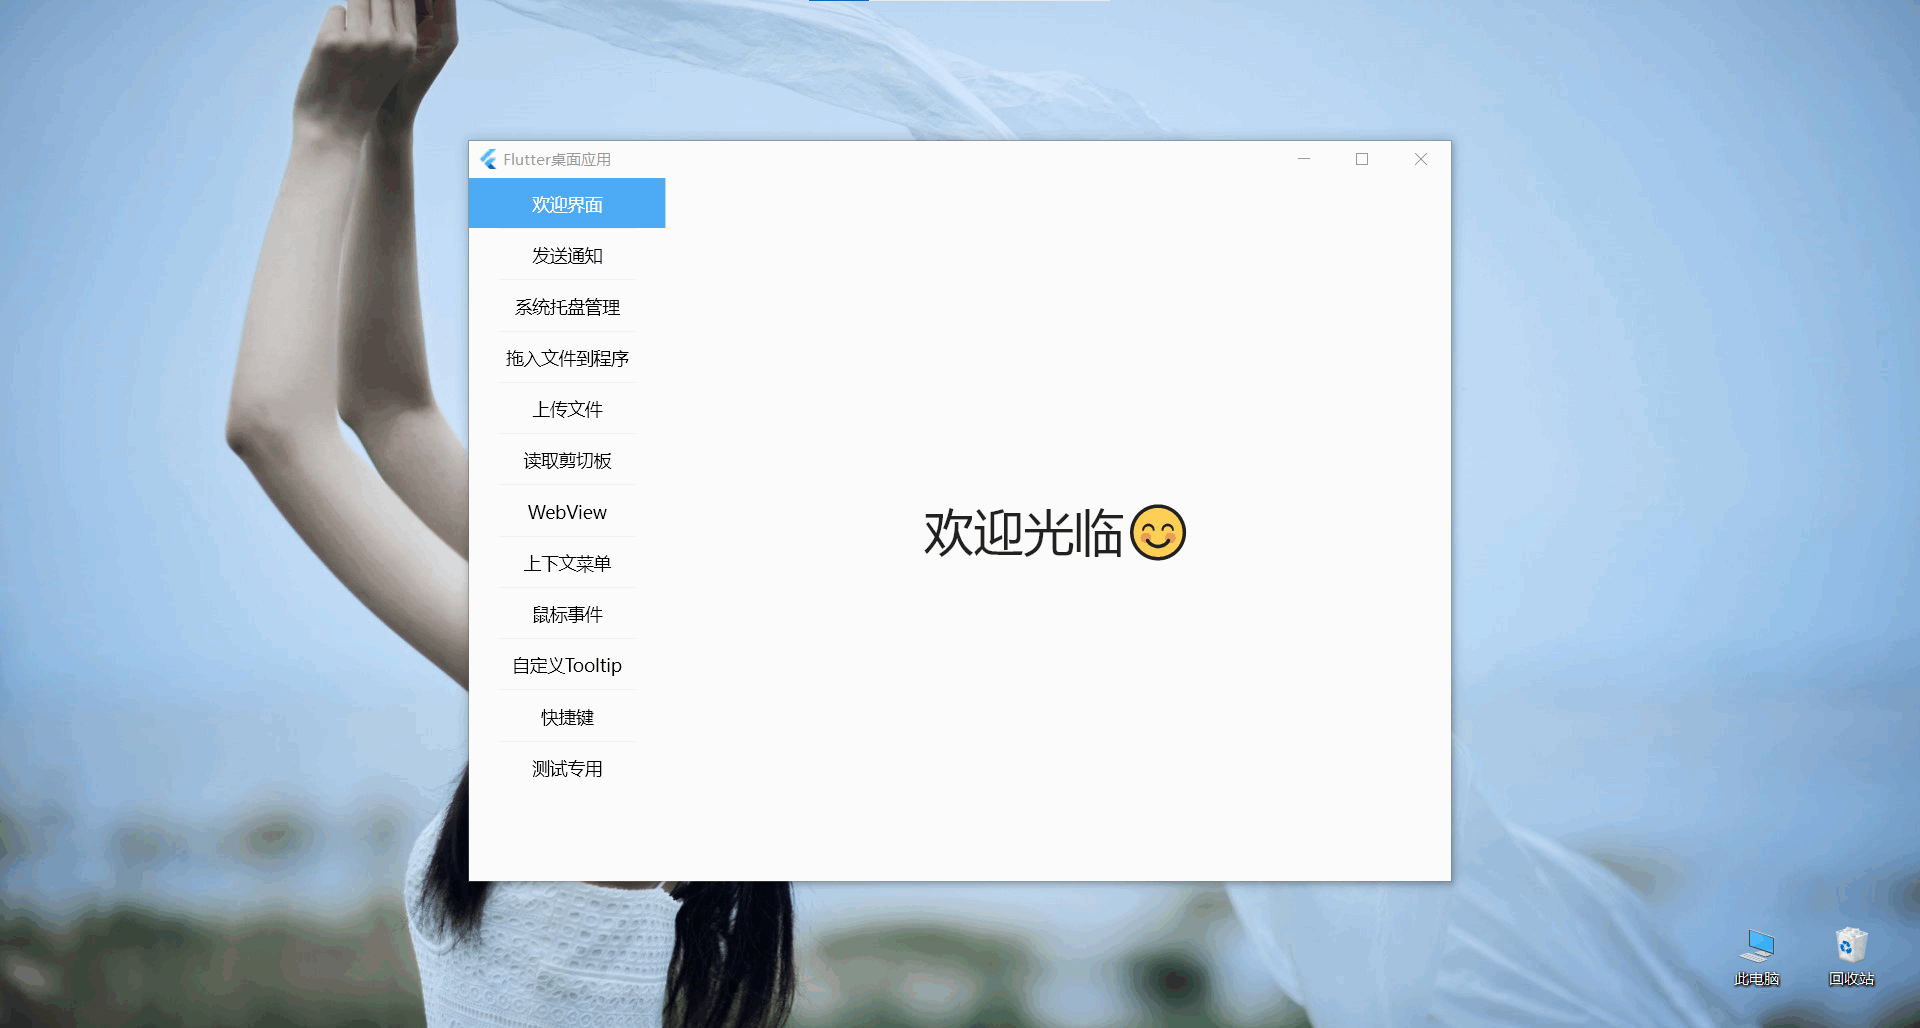 Flutter桌面应用
欢迎界面
发送通知
系统托盘管理
拖入文件到程序
上传文件
读取剪切板
WebView
上下文菜单
鼠标事件
自定义Tooltip
快捷键
测试专用
欢迎光临😊
此电脑
回收站